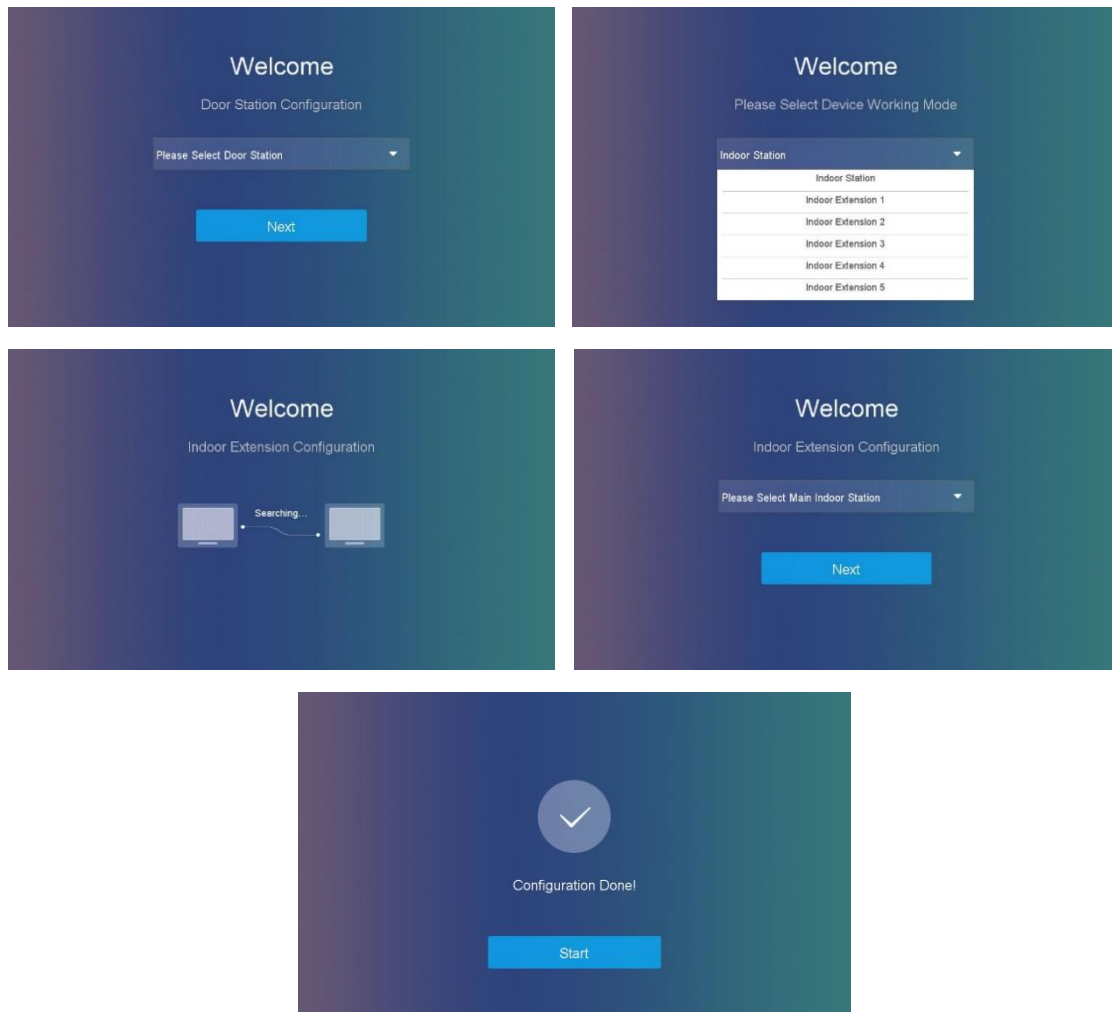 Welcome
Door Station Configuration
Please Select Door Station
Next
Welcome
Please Select Device Working Mode
Indoor Station
Indoor Station
Indoor Extension 1
Indoor Extension 2
Indoor Extension 3
Indoor Extension 4
Indoor Extension 5
Welcome
Indoor Extension Configuration
Searching...
Welcome
Indoor Extension Configuration
Please Select Main Indoor Station
Next
Configuration Done!
Start